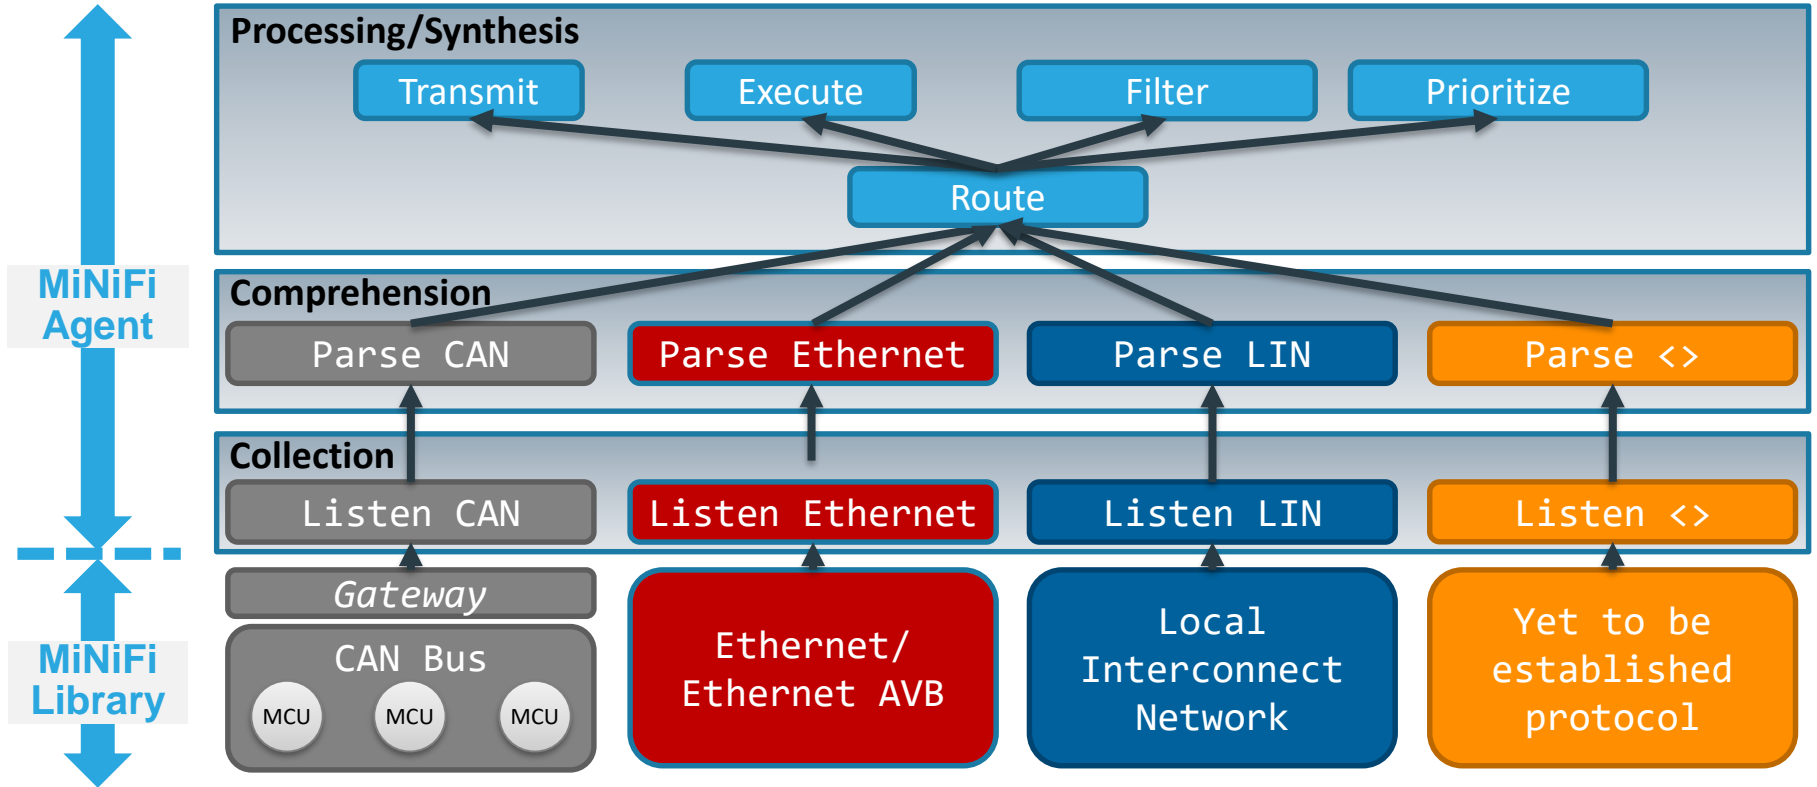 Processing/Synthesis
Transmit
Execute
Filter
Prioritize
Route
MiNiFi
Agent
Comprehension
Parse CAN
Parse Ethernet
Parse LIN
Parse <>
Collection
Listen CAN
Listen Ethernet
Listen LIN
Listen <>
MiNiFi
Library
Gateway
CAN Bus
MCU
MCU
MCU
Ethernet/
Ethernet AVB
Local
Interconnect
Network
Yet to be
established
protocol